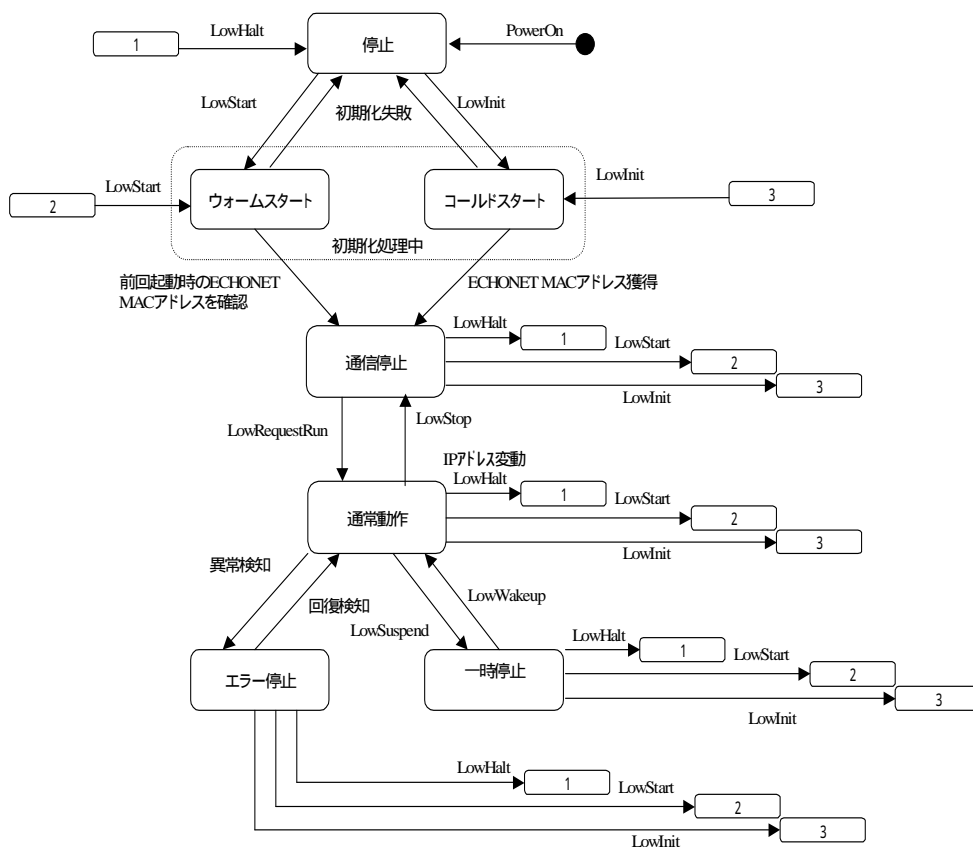 停止
PowerOn
LowHalt
1
LowStart
初期化失敗
LowInit
ウォームスタート
コールドスタート
LowStart
2
LowInit
3
初期化処理中
前回起動時のECHONET
MACアドレスを確認
ECHONET MACアドレス獲得
通信停止
LowHalt
1
LowStart
2
LowInit
3
LowRequestRun
LowStop
IPアドレス変動
LowHalt
1
通常動作
LowStart
2
LowInit
3
異常検知
回復検知
LowSuspend
LowWakeup
エラー停止
一時停止
LowHalt
1
LowStart
2
LowInit
3
LowHalt
1
LowStart
2
LowInit
3